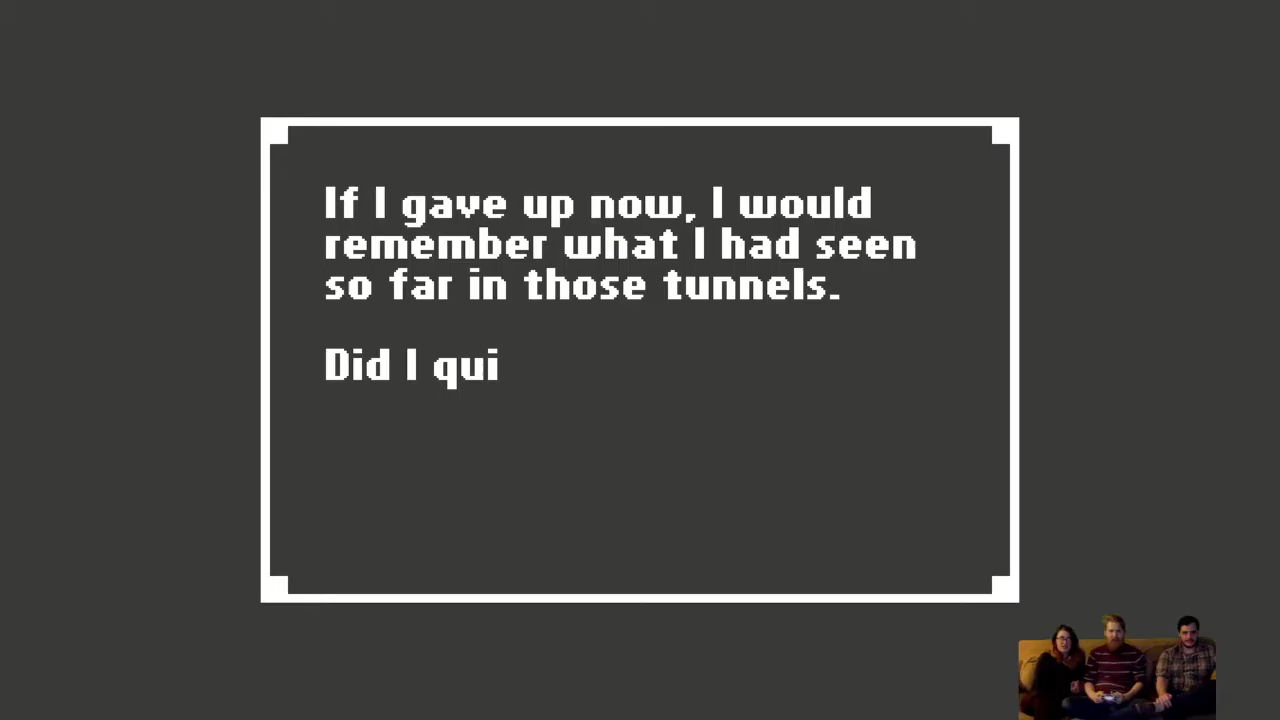 If I gave up now, I would
remember what I had seen
so far in those tunnels.
Did I qui